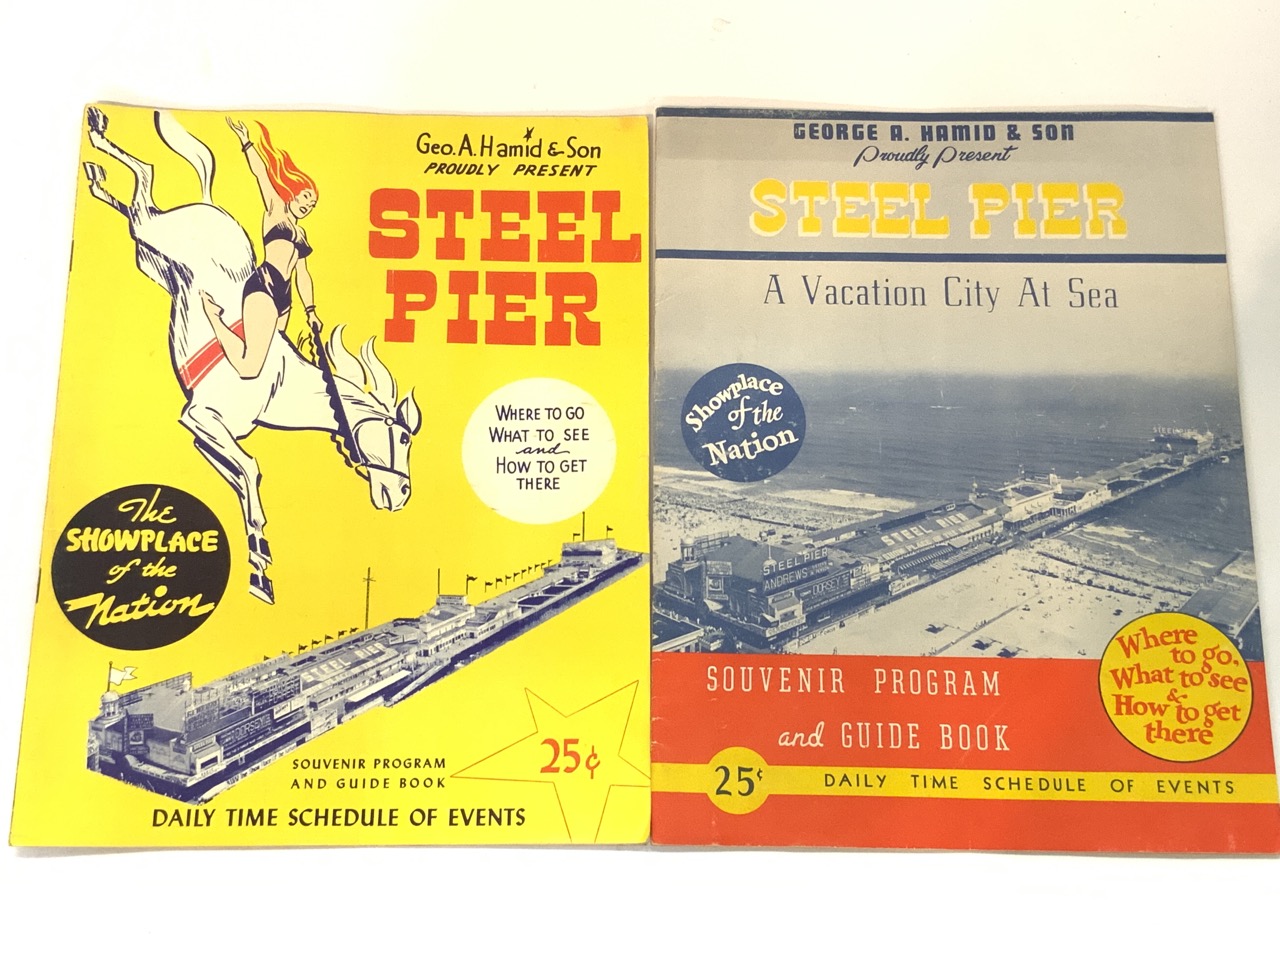 Geo. A. Hamid & Son
PROUDLY PRESENT
STEEL
PIER
WHERE TO GO
WHAT TO SEE
and
HOW TO GET
THERE
The
SHOWPLACE
of the
Nation
STEEL PIER
DORSEY
25¢
SOUVENIR PROGRAM
AND GUIDE BOOK
DAILY TIME SCHEDULE OF EVENTS
GEORGE A. HAMID & SON
Proudly Present
STEEL PIER
A Vacation City At Sea
Showplace
of the
Nation
STEEL PIER
STEEL PIER
STEEL PIER
ANDREWS
DORSEY
Where
to go,
What to see
&
How to get
there
SOUVENIR PROGRAM
and GUIDE BOOK
25¢
DAILY TIME SCHEDULE OF EVENTS